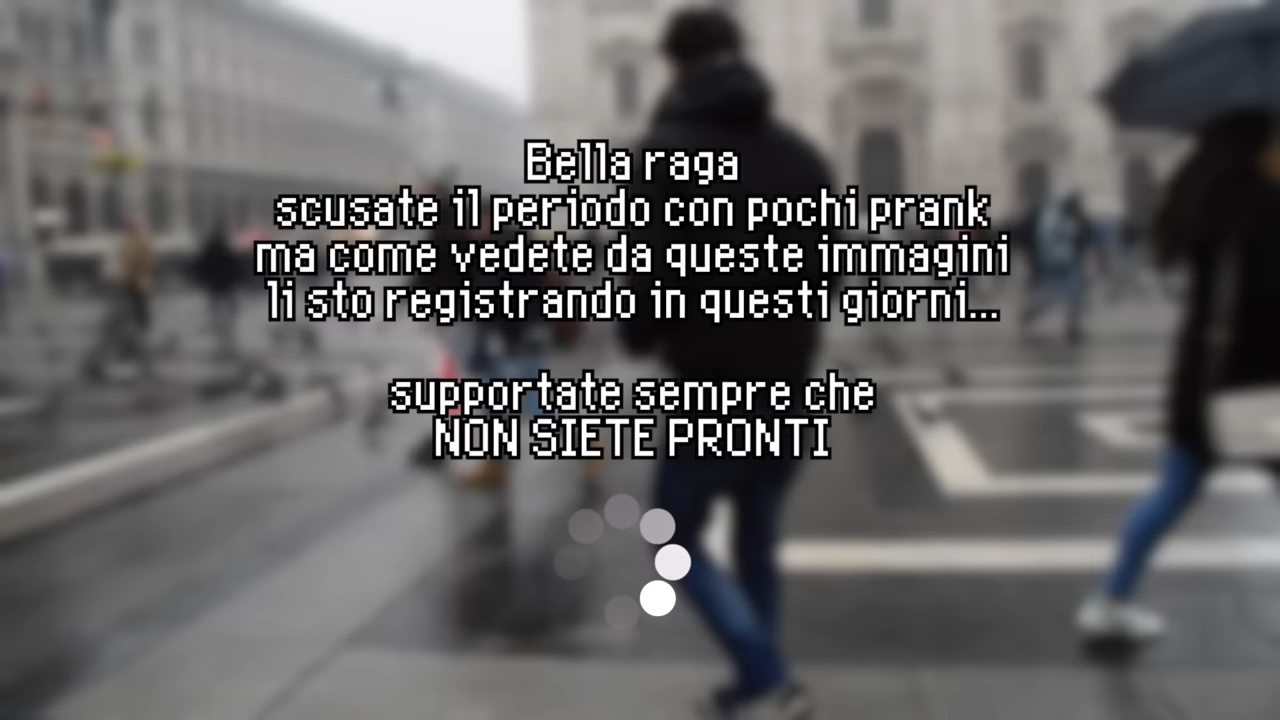 Bella raga
scusate il periodo con pochi prank
ma come vedete da queste immagini
li sto registrando in questi giorni...
supportate sempre che
NON SIETE PRONTI